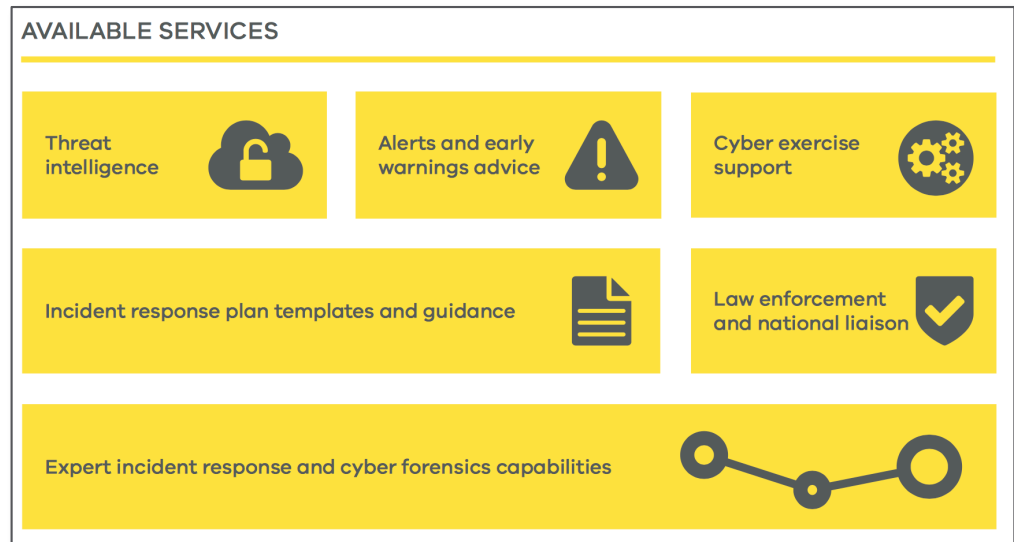 AVAILABLE SERVICES
Threat
intelligence
Alerts and early
warnings advice
Cyber exercise
support
Incident response plan templates and guidance
Law enforcement
and national liaison
Expert incident response and cyber forensics capabilities